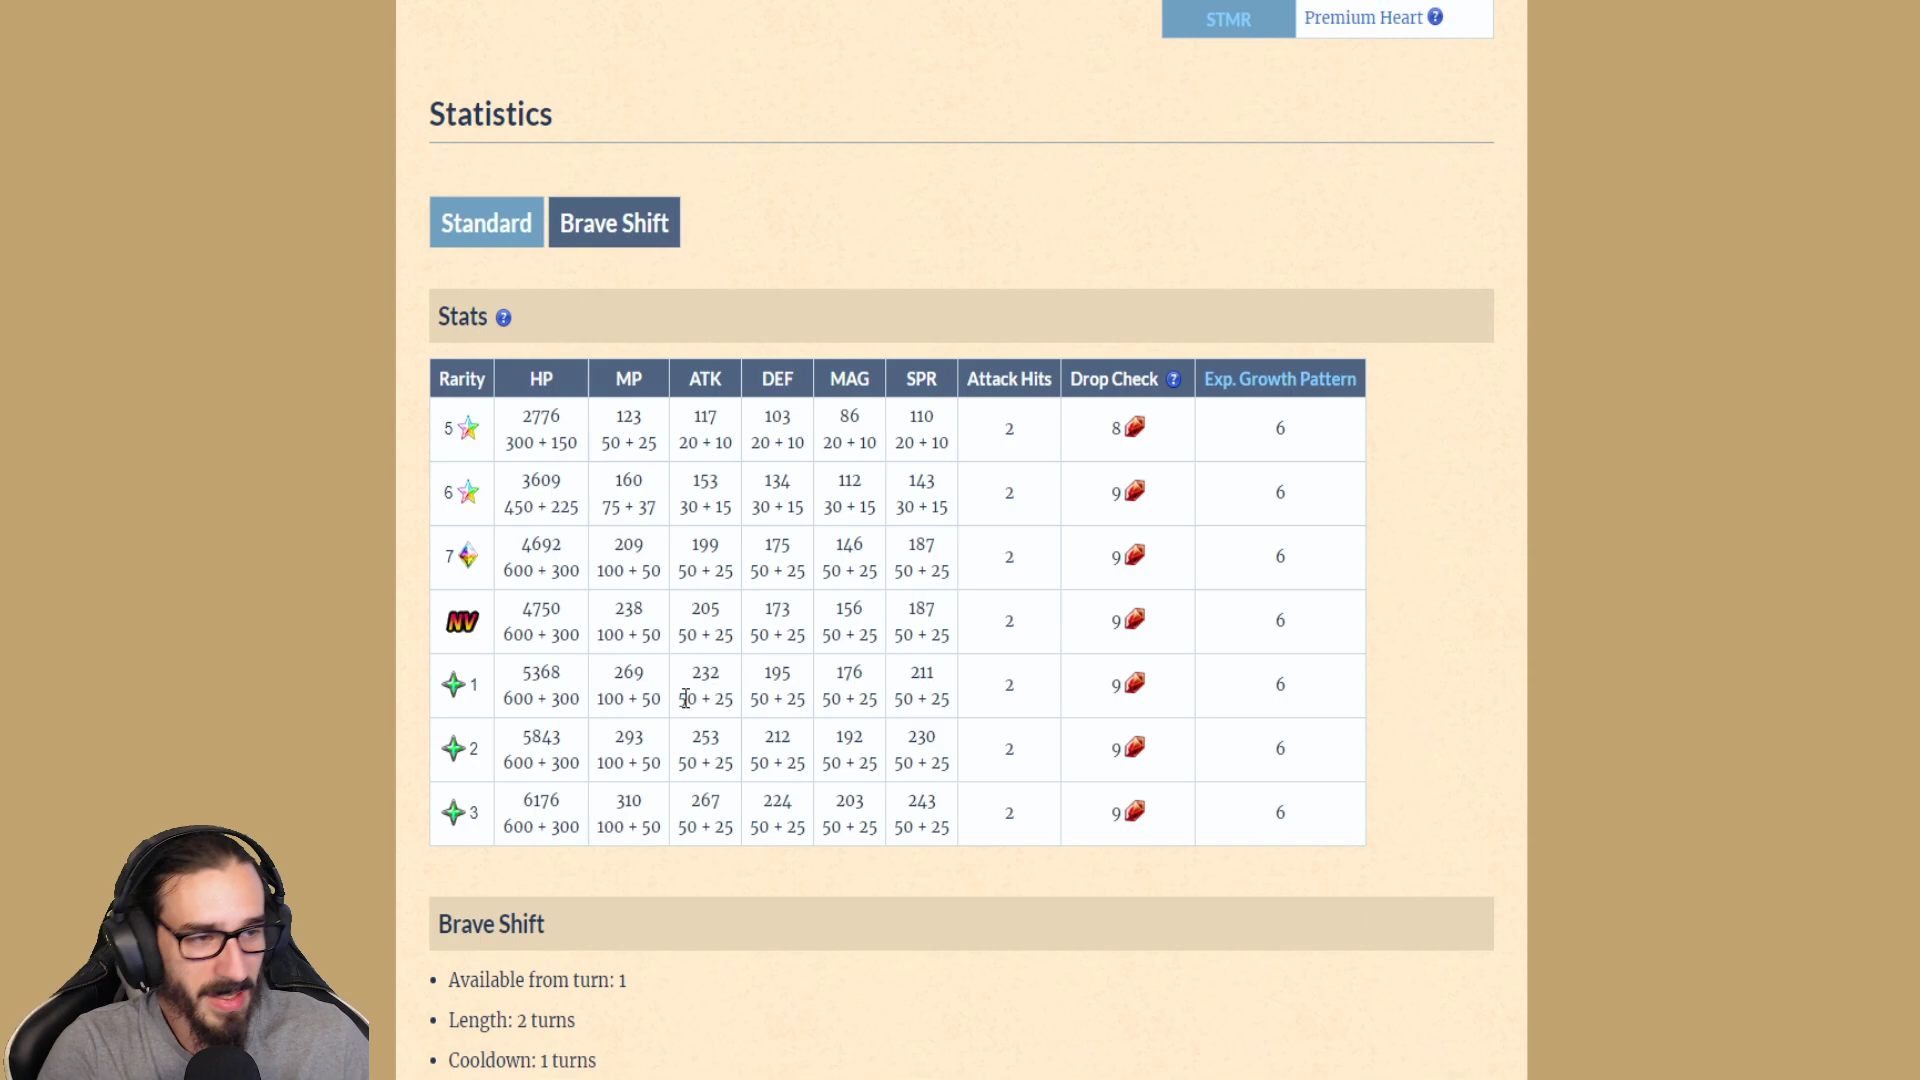 STMR Premium Heart ?
Statistics
Standard Brave Shift
Stats ?
Rarity HP MP ATK DEF MAG SPR Attack Hits Drop Check ? Exp. Growth Pattern
5 2776 123 117 103 86 110 2 8 6
300 + 150 50 + 25 20 + 10 20 + 10 20 + 10 20 + 10
6 3609 160 153 134 112 143 2 9 6
450 + 225 75 + 37 30 + 15 30 + 15 30 + 15 30 + 15
7 4692 209 199 175 146 187 2 9 6
600 + 300 100 + 50 50 + 25 50 + 25 50 + 25 50 + 25
NV 4750 238 205 173 156 187 2 9 6
600 + 300 100 + 50 50 + 25 50 + 25 50 + 25 50 + 25
1 5368 269 232 195 176 211 2 9 6
600 + 300 100 + 50 50 + 25 50 + 25 50 + 25 50 + 25
2 5843 293 253 212 192 230 2 9 6
600 + 300 100 + 50 50 + 25 50 + 25 50 + 25 50 + 25
3 6176 310 267 224 203 243 2 9 6
600 + 300 100 + 50 50 + 25 50 + 25 50 + 25 50 + 25
Brave Shift
• Available from turn: 1
• Length: 2 turns
• Cooldown: 1 turns